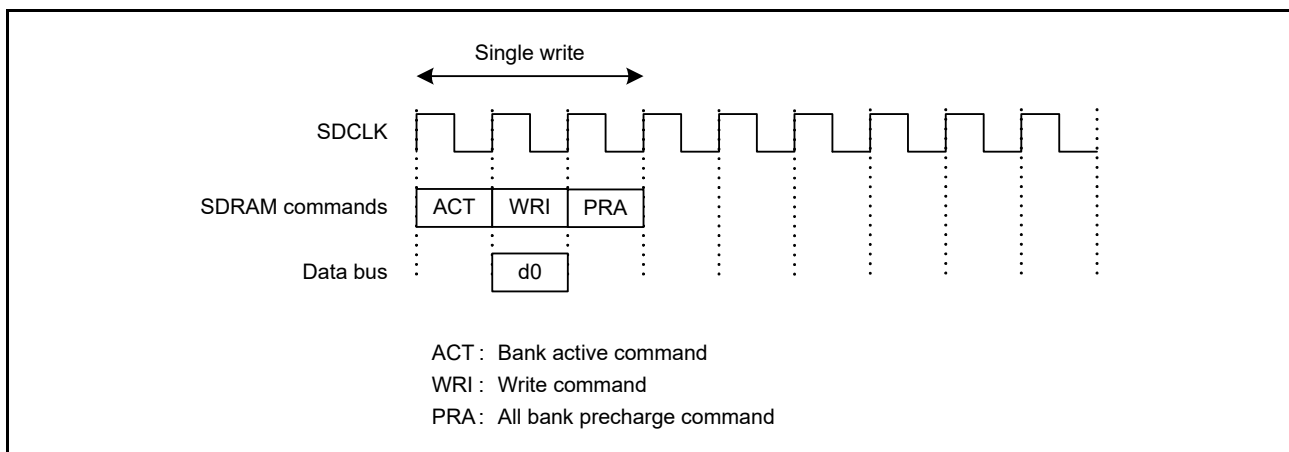 Single write
SDCLK
SDRAM commands ACT WRI PRA
Data bus d0
ACT : Bank active command
WRI : Write command
PRA : All bank precharge command